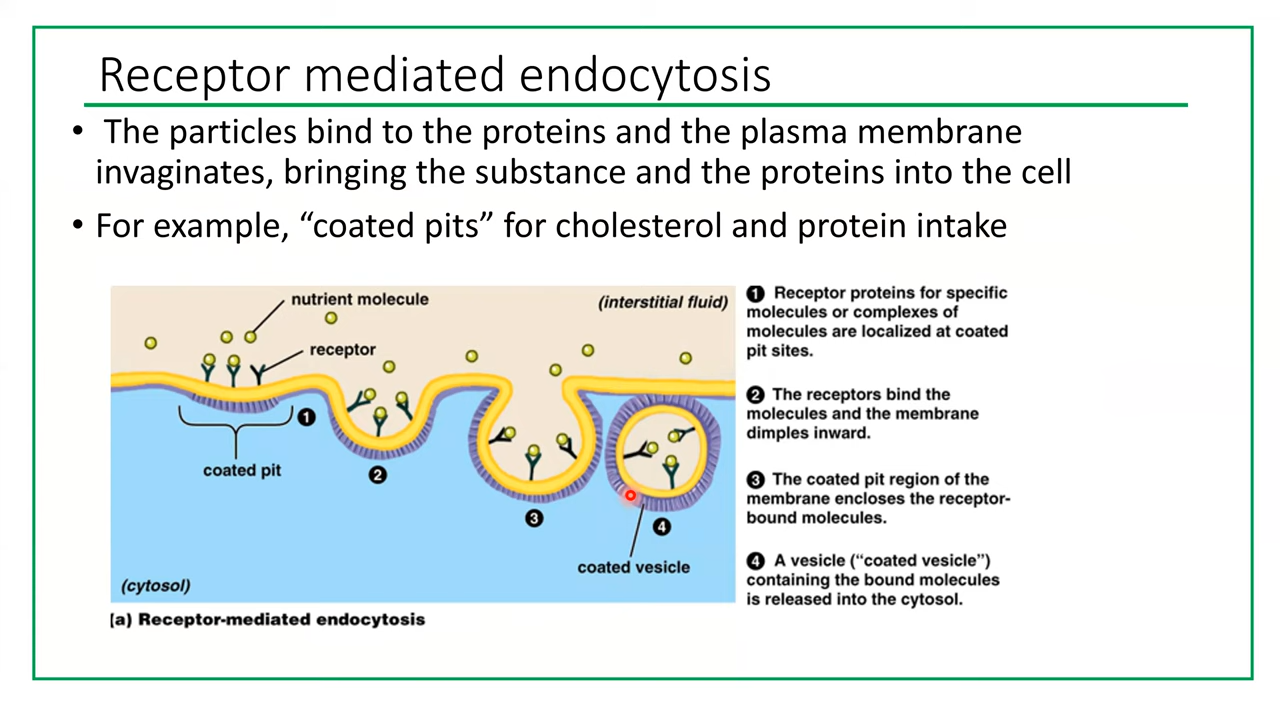 Receptor mediated endocytosis
• The particles bind to the proteins and the plasma membrane
invaginates, bringing the substance and the proteins into the cell
• For example, “coated pits” for cholesterol and protein intake
nutrient molecule
(interstitial fluid)
receptor
1
coated pit
2
3
4
coated vesicle
(cytosol)
(a) Receptor-mediated endocytosis
1 Receptor proteins for specific
molecules or complexes of
molecules are localized at coated
pit sites.
2 The receptors bind the
molecules and the membrane
dimples inward.
3 The coated pit region of the
membrane encloses the receptor-
bound molecules.
4 A vesicle (“coated vesicle”)
containing the bound molecules
is released into the cytosol.